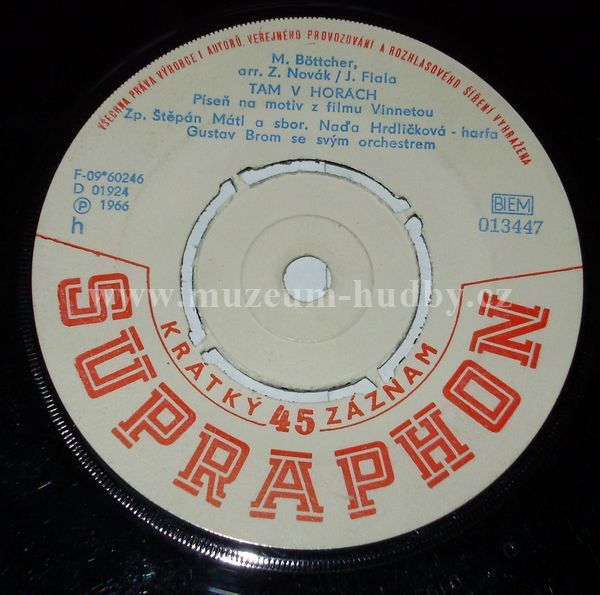 VŠECHNA PRÁVA VÝROBCE I AUTORŮ, VEŘEJNÉHO PROVOZOVÁNÍ A ROZHLASOVÉHO ŠÍŘENÍ VYHRAŽENA
M. Böttcher,
arr. Z. Novák / J. Fiala
TAM V HORÁCH
Píseň na motiv z filmu Vinnetou
Zp. Štěpán Mátl a sbor. Naďa Hrdličková - harfa
Gustav Brom se svým orchestrem
F-09*60246
D 01924
Ⓟ 1966
h
BIEM
013447
www.muzeum-hudby.cz
KRÁTKÝ 45 ZÁZNAM
SUPRAPHON